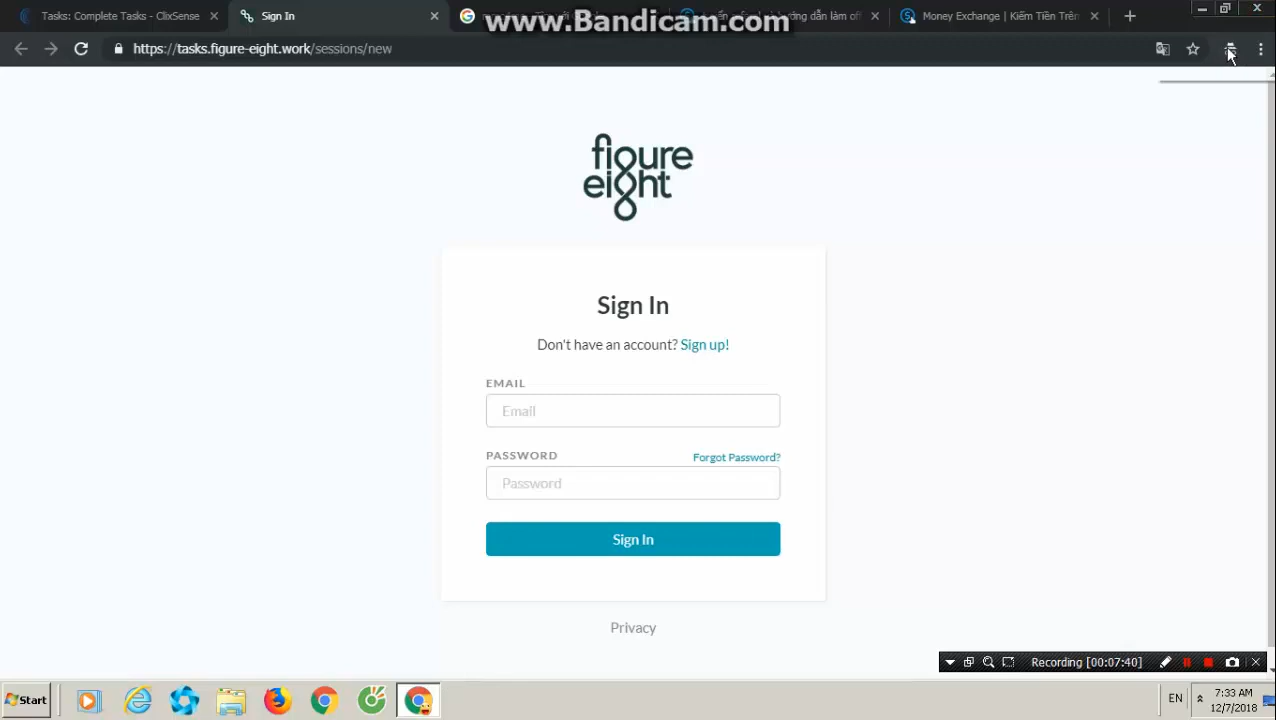 Tasks: Complete Tasks - ClixSense
Sign In
Money Exchange | Kiếm Tiền Trên
www.Bandicam.com
https://tasks.figure-eight.work/sessions/new
figure
eight
Sign In
Don't have an account? Sign up!
EMAIL
Email
PASSWORD
Forgot Password?
Password
Sign In
Privacy
Recording [00:07:40]
Start
EN
7:33 AM
12/7/2018